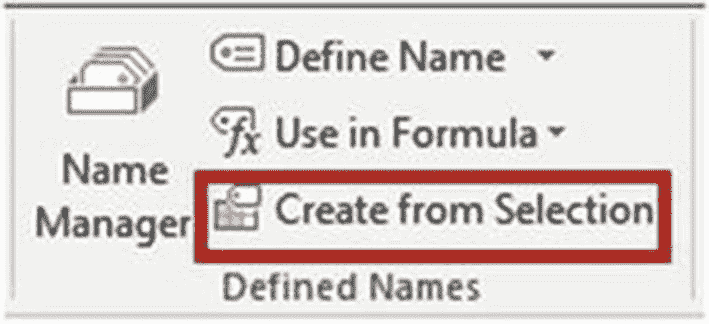 Define Name
Use in Formula
Name
Manager
Create from Selection
Defined Names